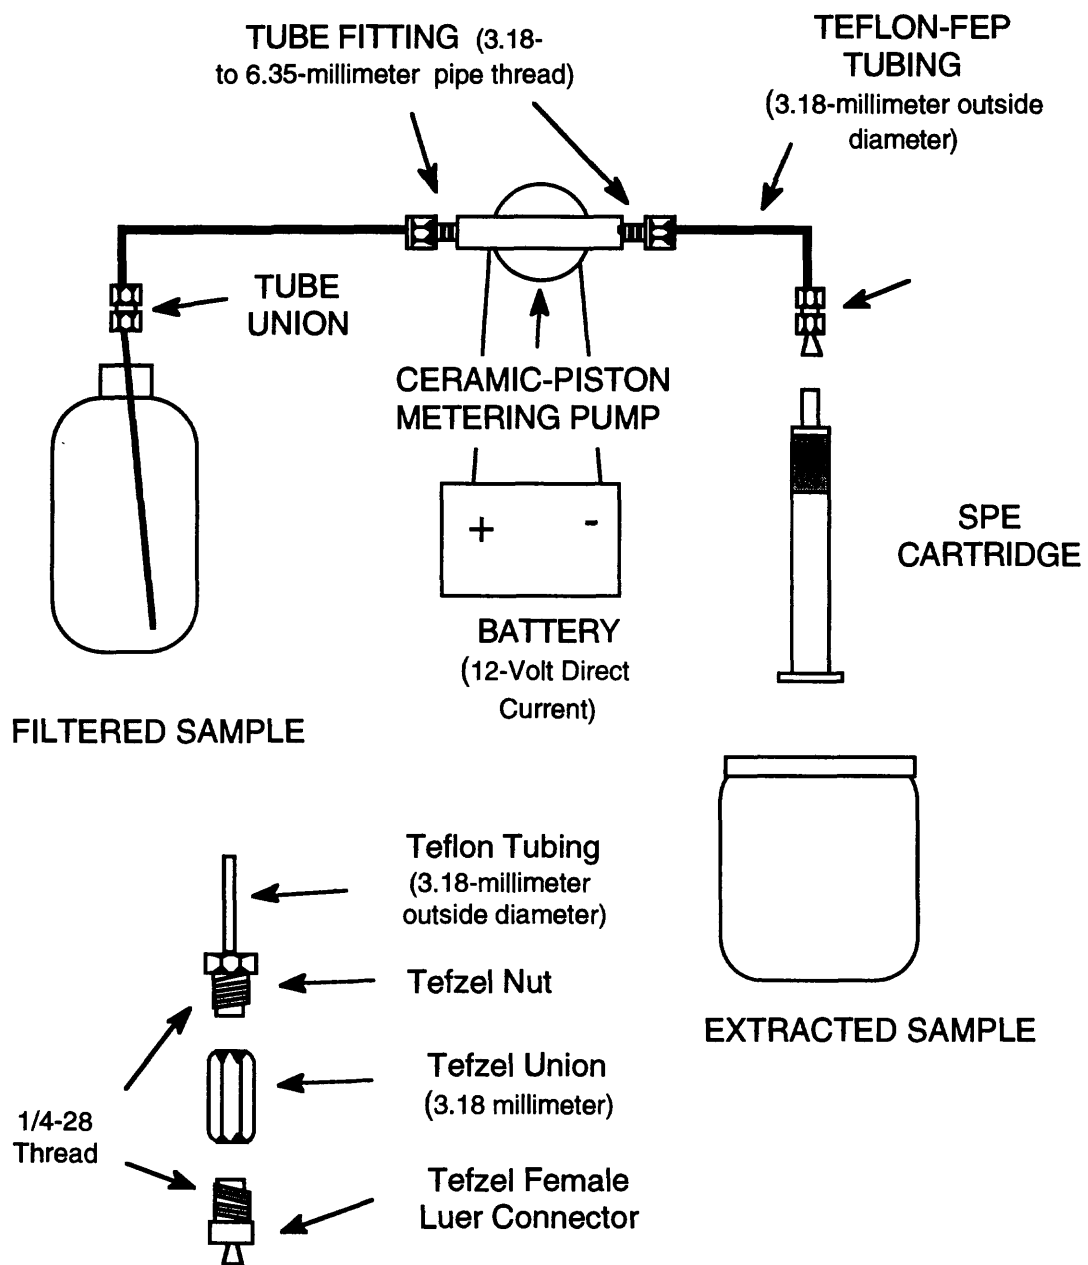 TUBE FITTING (3.18-
to 6.35-millimeter pipe thread)
TEFLON-FEP
TUBING
(3.18-millimeter outside
diameter)
TUBE
UNION
CERAMIC-PISTON
METERING PUMP
+ -
SPE
CARTRIDGE
BATTERY
(12-Volt Direct
Current)
FILTERED SAMPLE
Teflon Tubing
(3.18-millimeter
outside diameter)
Tefzel Nut
EXTRACTED SAMPLE
Tefzel Union
(3.18 millimeter)
1/4-28
Thread
Tefzel Female
Luer Connector